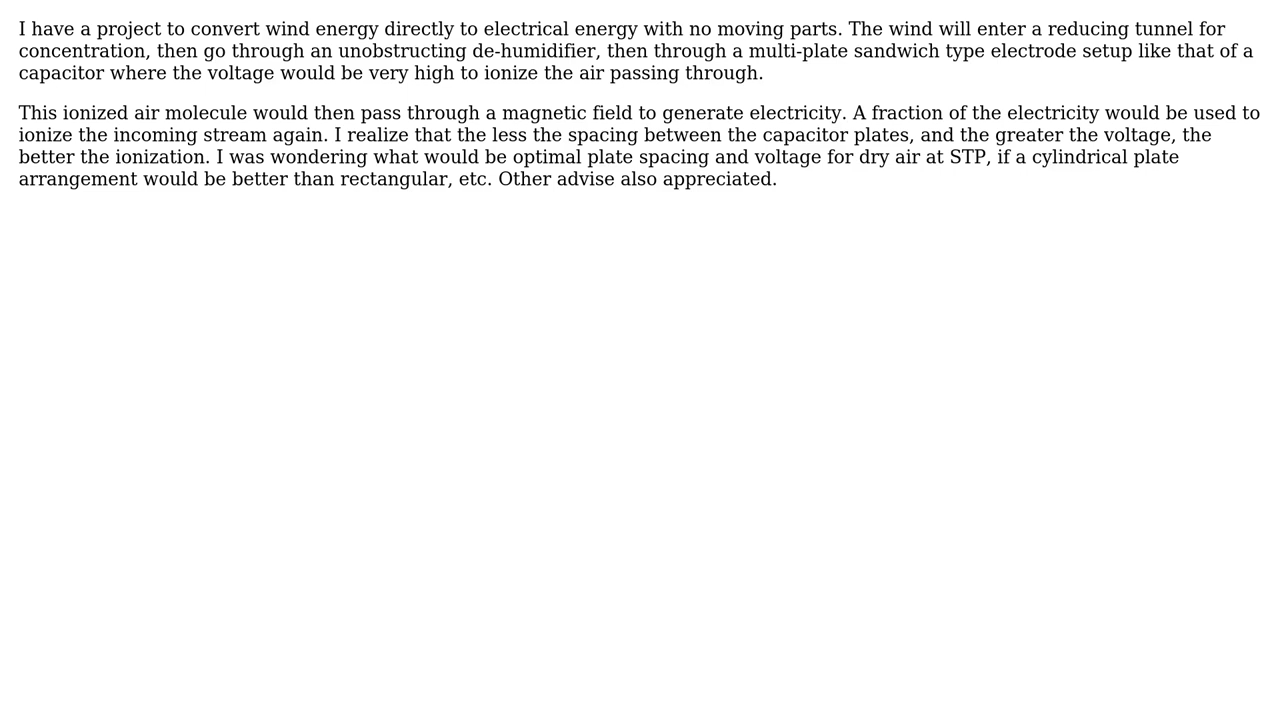 I have a project to convert wind energy directly to electrical energy with no moving parts. The wind will enter a reducing tunnel for
concentration, then go through an unobstructing de-humidifier, then through a multi-plate sandwich type electrode setup like that of a
capacitor where the voltage would be very high to ionize the air passing through.
This ionized air molecule would then pass through a magnetic field to generate electricity. A fraction of the electricity would be used to
ionize the incoming stream again. I realize that the less the spacing between the capacitor plates, and the greater the voltage, the
better the ionization. I was wondering what would be optimal plate spacing and voltage for dry air at STP, if a cylindrical plate
arrangement would be better than rectangular, etc. Other advise also appreciated.